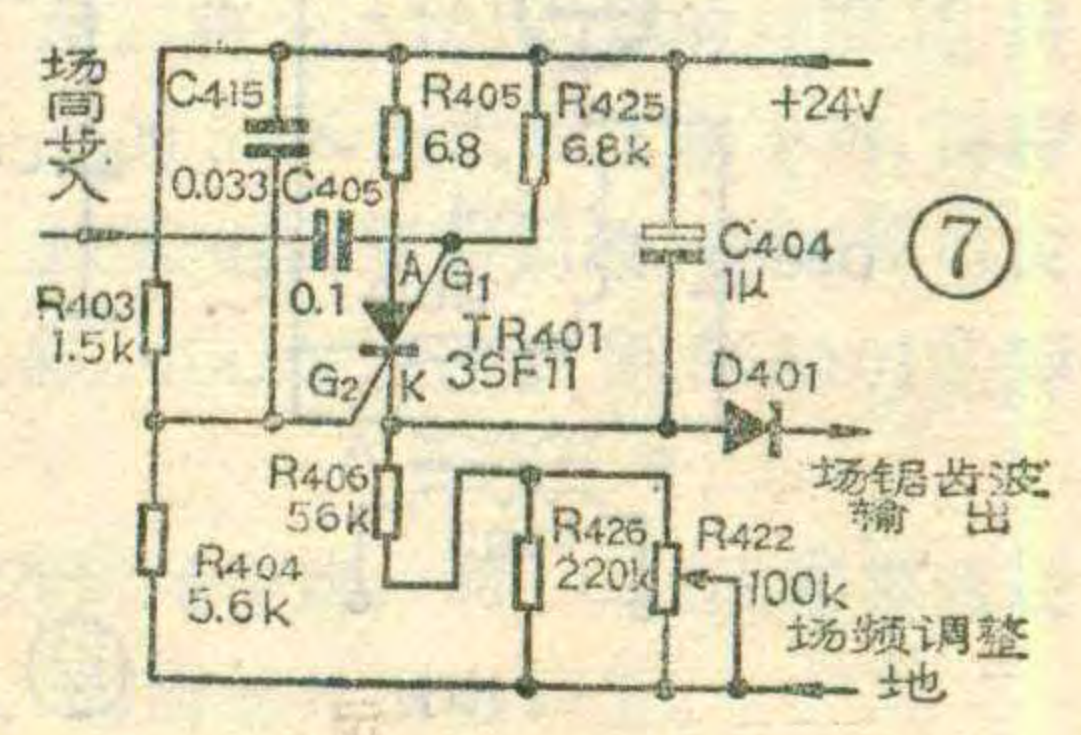 场同步入
C415
0.033
R405
6.8
R425
6.8k
+24V
C405
0.1
A
G1
C404
1μ
⑦
R403
1.5k
TR401
3SF11
G2
K
D401
场锯齿波
输出
R406
56k
R426
220k
R422
100k
R404
5.6k
场频调整
地